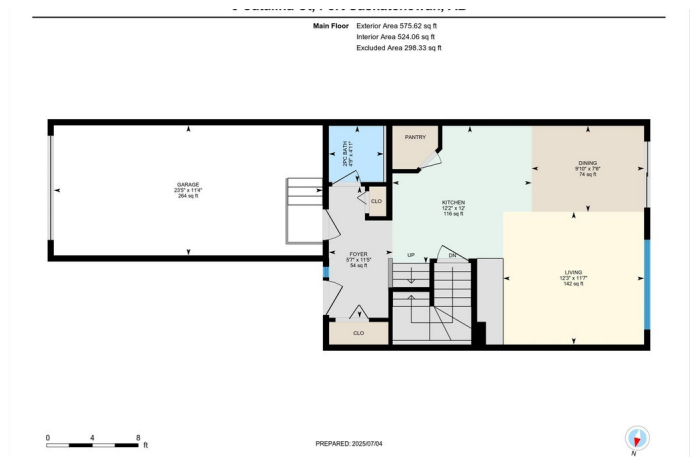 Main Floor Exterior Area 575.62 sq ft
Interior Area 524.06 sq ft
Excluded Area 298.33 sq ft
GARAGE
23'5" x 11'4"
264 sq ft
2PC BATH
4'9" x 4'11"
PANTRY
CLO
KITCHEN
12'2" x 12'
116 sq ft
DINING
9'10" x 7'6"
74 sq ft
FOYER
5'7" x 11'5"
54 sq ft
UP
DN
LIVING
12'3" x 11'7"
142 sq ft
CLO
0 4 8 ft
PREPARED: 2025/07/04
N